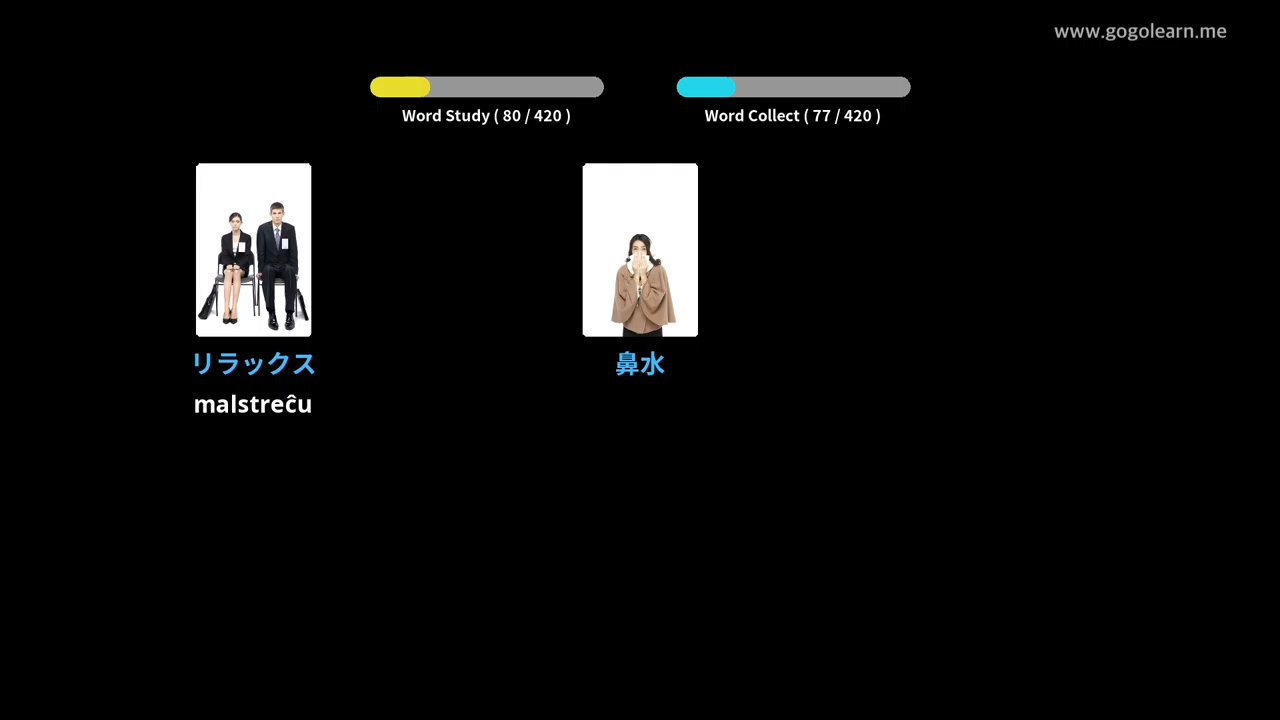 www.gogolearn.me
Word Study ( 80 / 420 )
Word Collect ( 77 / 420 )
リラックス
鼻水
malstreĉu